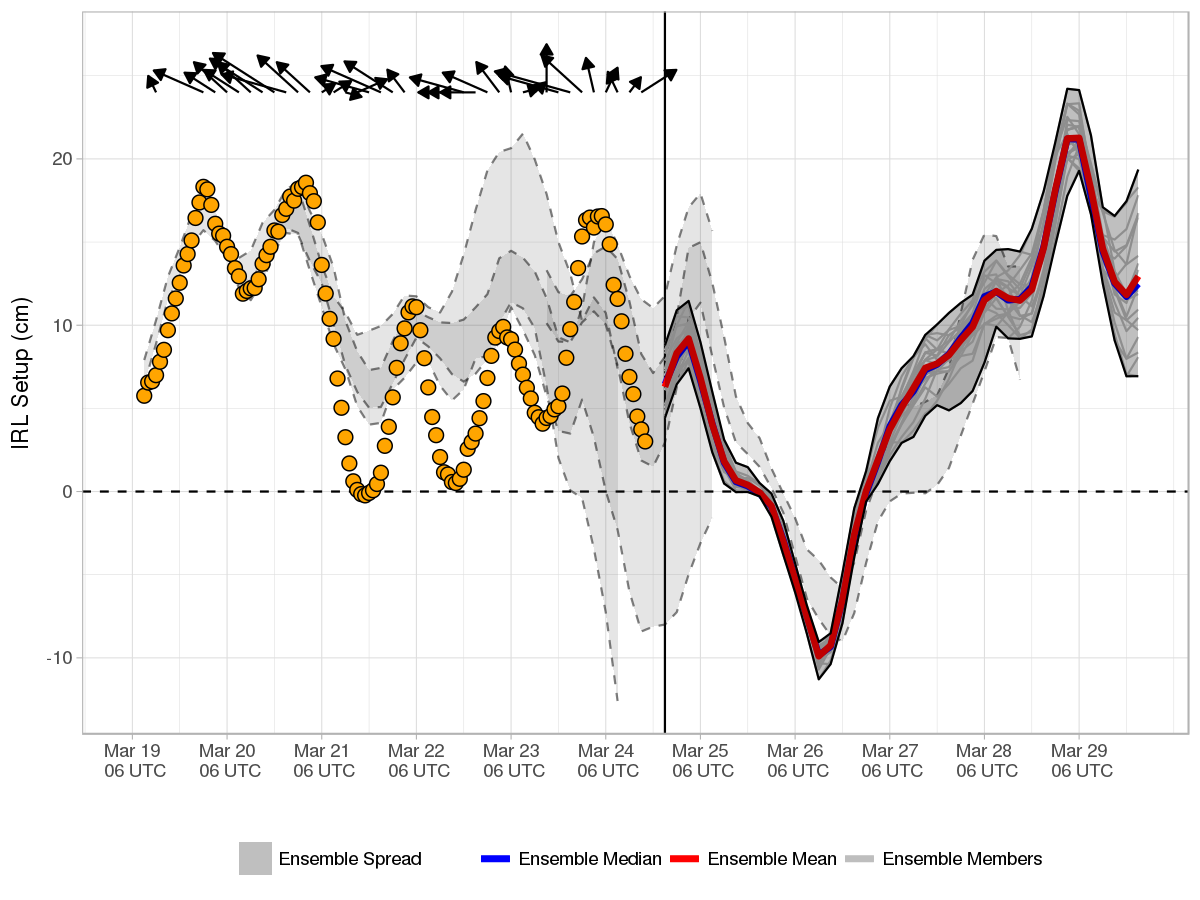 IRL Setup (cm)
20
10
0
-10
Mar 19 Mar 20 Mar 21 Mar 22 Mar 23 Mar 24 Mar 25 Mar 26 Mar 27 Mar 28 Mar 29
06 UTC 06 UTC 06 UTC 06 UTC 06 UTC 06 UTC 06 UTC 06 UTC 06 UTC 06 UTC 06 UTC
Ensemble Spread Ensemble Median Ensemble Mean Ensemble Members